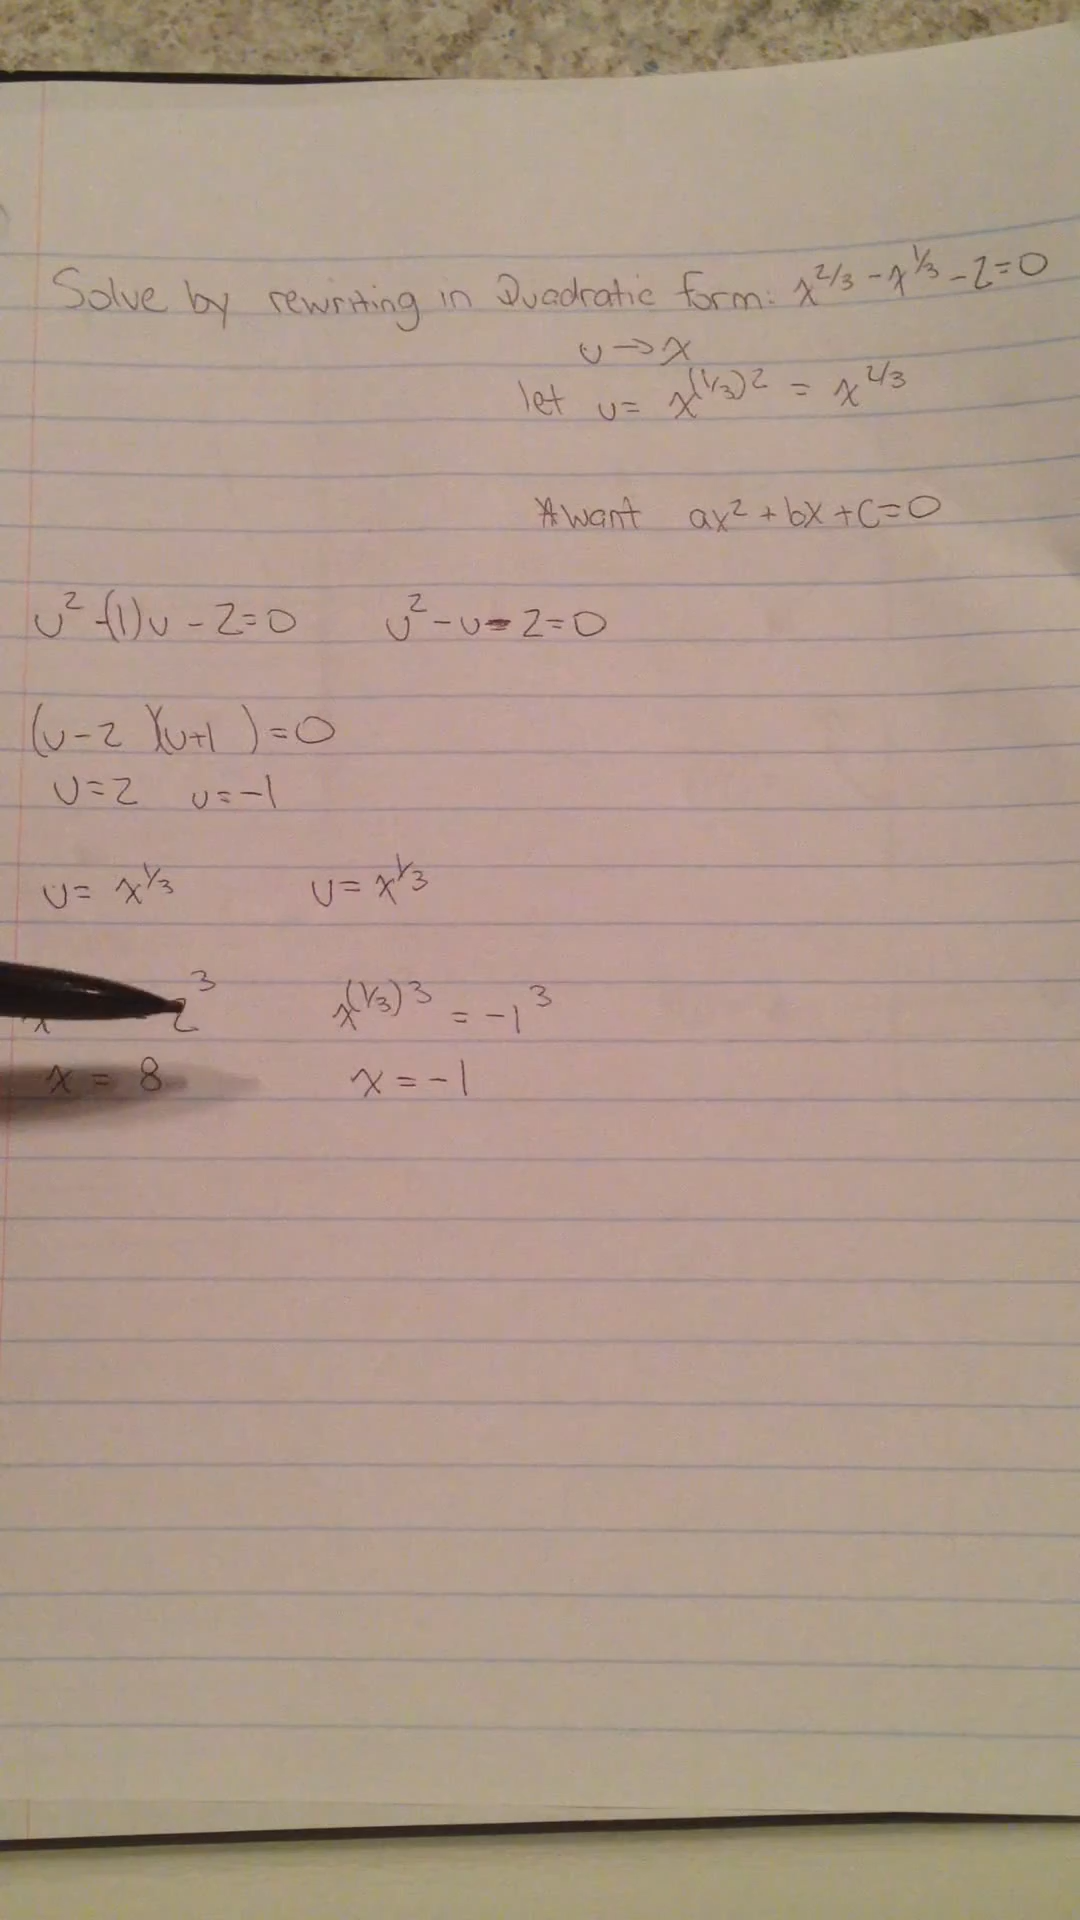 Solve by rewriting in Quadratic form: x^2/3 - x^1/3 - 2 = 0
u → x
let u = x^(1/3)2 = x^2/3
*want ax² + bx + c = 0
u² -(1)u - 2 = 0 u² - u - 2 = 0
(u - 2 )(u+1 ) = 0
u = 2 u = -1
u = x^1/3 u = x^1/3
x 2³ x^(1/3)3 = -1³
x = 8 x = -1